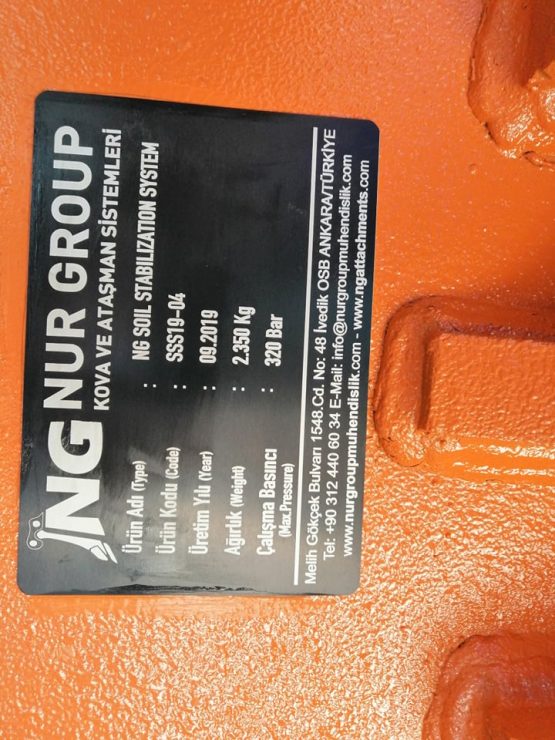 NG NUR GROUP
KOVA VE ATAŞMAN SİSTEMLERİ
Ürün Adı (Type) : NG SOIL STABILIZATION SYSTEM
Ürün Kodu (Code) : SSS19-04
Üretim Yılı (Year) : 09.2019
Ağırlık (Weight) : 2.350 Kg
Çalışma Basıncı : 320 Bar
(Max.Pressure)
Melih Gökçek Bulvarı 1548.Cd. No: 48 İvedik OSB ANKARA/TÜRKİYE
Tel: +90 312 440 60 34 E-Mail: info@nurgroupmuhendislik.com
www.nurgroupmuhendislik.com - www.ngattachments.com